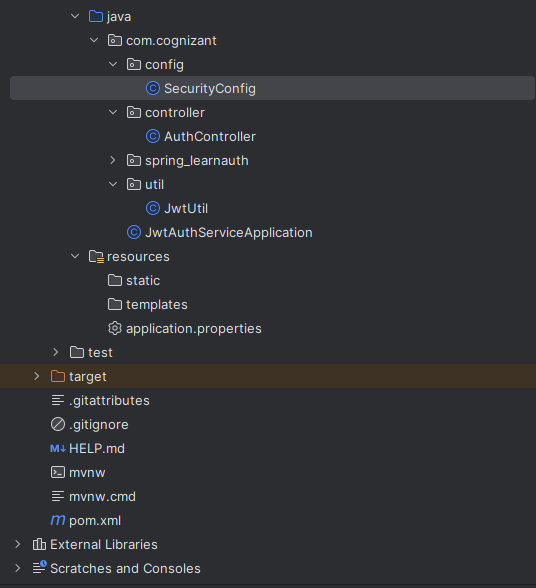 java
com.cognizant
config
SecurityConfig
controller
AuthController
spring_learnauth
util
JwtUtil
JwtAuthServiceApplication
resources
static
templates
application.properties
test
target
.gitattributes
.gitignore
M↓ HELP.md
mvnw
mvnw.cmd
m pom.xml
External Libraries
Scratches and Consoles